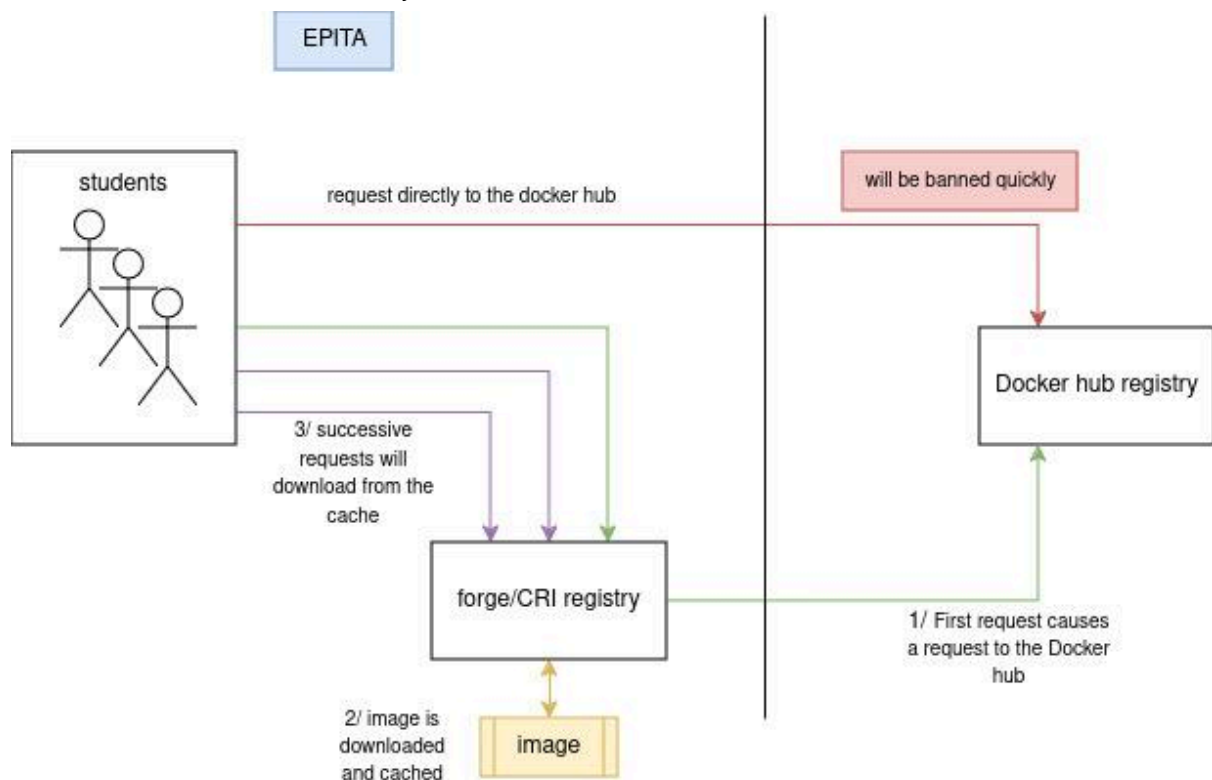 EPITA
students
request directly to the docker hub
will be banned quickly
Docker hub registry
3/ successive
requests will
download from the
cache
forge/CRI registry
1/ First request causes
a request to the Docker
hub
2/ image is
downloaded
and cached
image